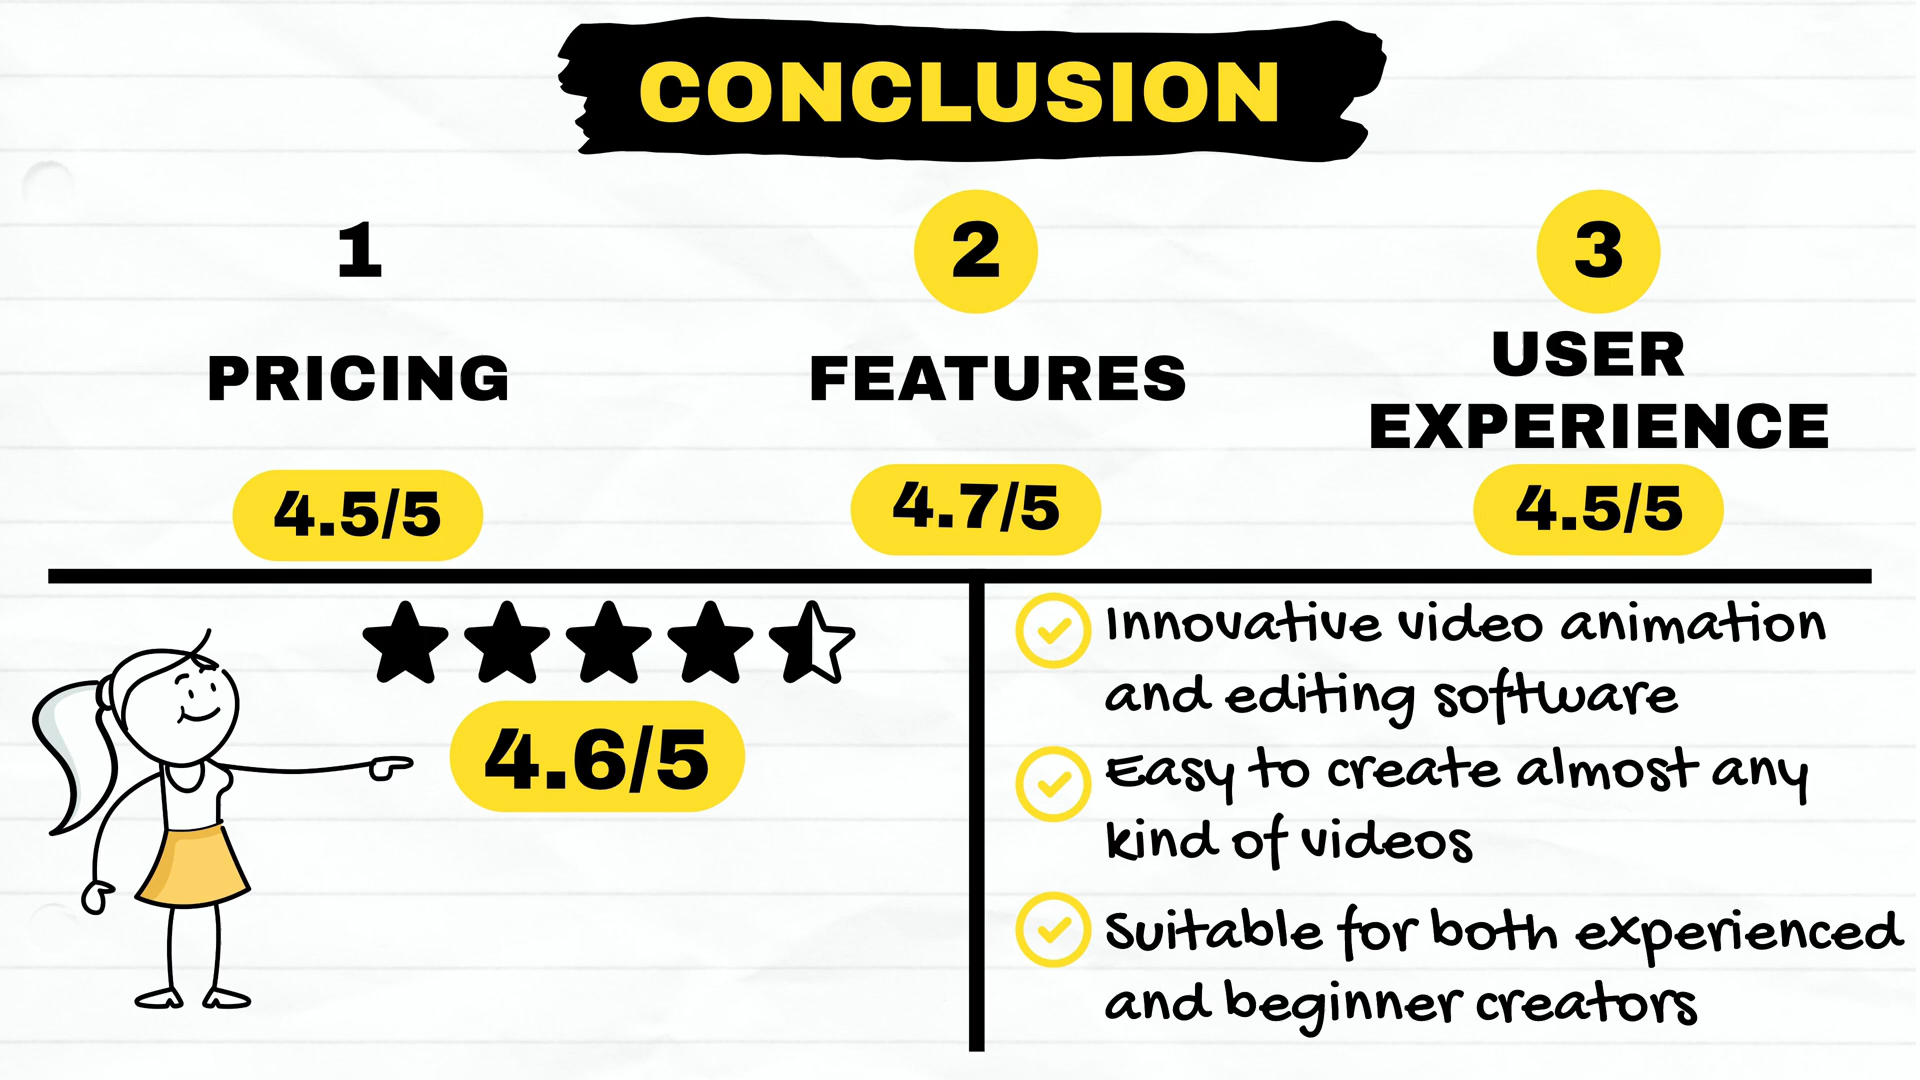 CONCLUSION
1
2
3
PRICING
FEATURES
USER
EXPERIENCE
4.5/5
4.7/5
4.5/5
4.6/5
Innovative video animation
and editing software
Easy to create almost any
kind of videos
Suitable for both experienced
and beginner creators